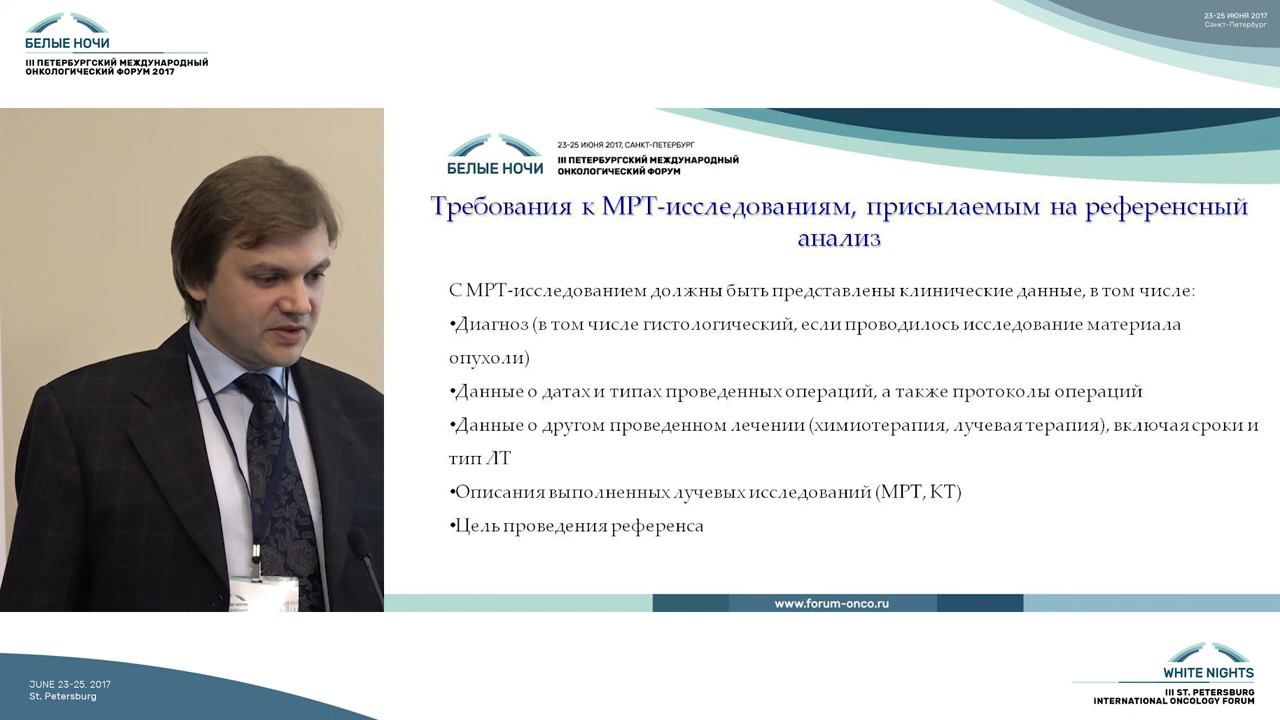 БЕЛЫЕ НОЧИ
III ПЕТЕРБУРГСКИЙ МЕЖДУНАРОДНЫЙ
ОНКОЛОГИЧЕСКИЙ ФОРУМ 2017
23-25 ИЮНЯ 2017
Санкт-Петербург
БЕЛЫЕ НОЧИ
23-25 ИЮНЯ 2017, САНКТ-ПЕТЕРБУРГ
III ПЕТЕРБУРГСКИЙ МЕЖДУНАРОДНЫЙ
ОНКОЛОГИЧЕСКИЙ ФОРУМ
Требования к МРТ-исследованиям, присылаемым на референсный
анализ
С МРТ-исследованием должны быть представлены клинические данные, в том числе:
•Диагноз (в том числе гистологический, если проводилось исследование материала
опухоли)
•Данные о датах и типах проведенных операций, а также протоколы операций
•Данные о другом проведенном лечении (химиотерапия, лучевая терапия), включая сроки и
тип ЛТ
•Описания выполненных лучевых исследований (МРТ, КТ)
•Цель проведения референса
www.forum-onco.ru
JUNE 23-25, 2017
St. Petersburg
WHITE NIGHTS
III ST. PETERSBURG
INTERNATIONAL ONCOLOGY FORUM